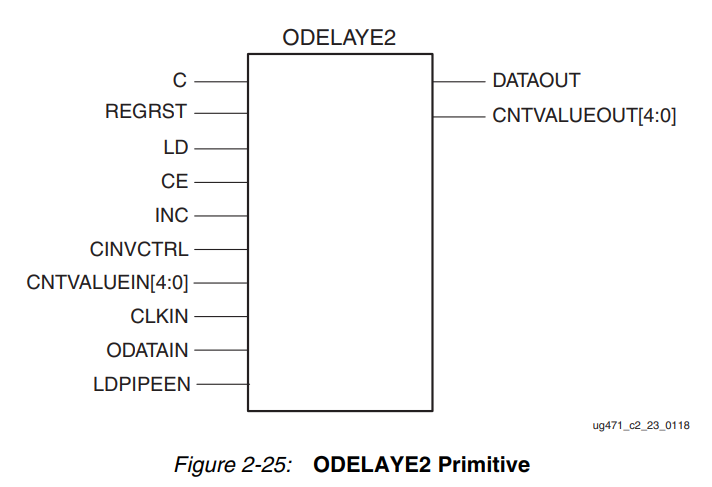 ODELAYE2
C
REGRST
LD
CE
INC
CINVCTRL
CNTVALUEIN[4:0]
CLKIN
ODATAIN
LDPIPEEN
DATAOUT
CNTVALUEOUT[4:0]
ug471_c2_23_0118
Figure 2-25: ODELAYE2 Primitive